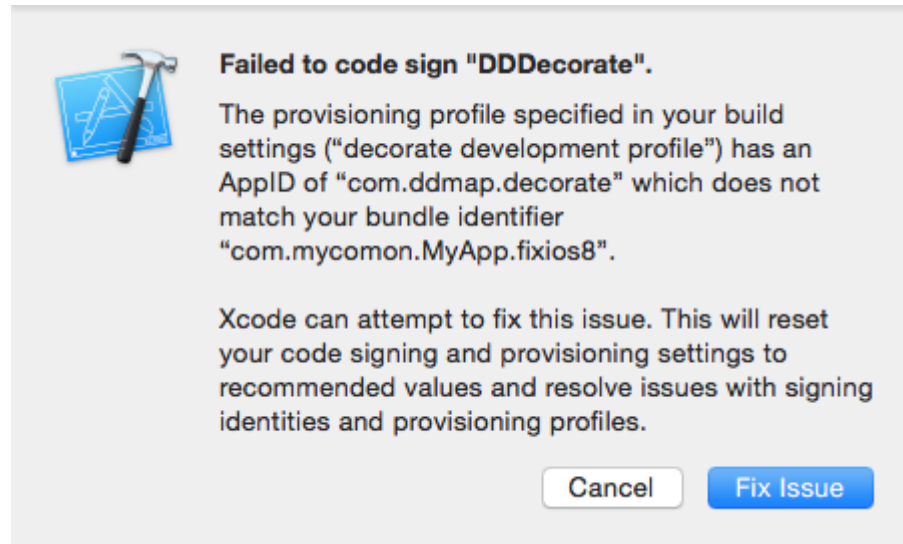 Failed to code sign "DDDecorate".
The provisioning profile specified in your build
settings (“decorate development profile”) has an
AppID of “com.ddmap.decorate” which does not
match your bundle identifier
“com.mycomon.MyApp.fixios8”.
Xcode can attempt to fix this issue. This will reset
your code signing and provisioning settings to
recommended values and resolve issues with signing
identities and provisioning profiles.
Cancel
Fix Issue